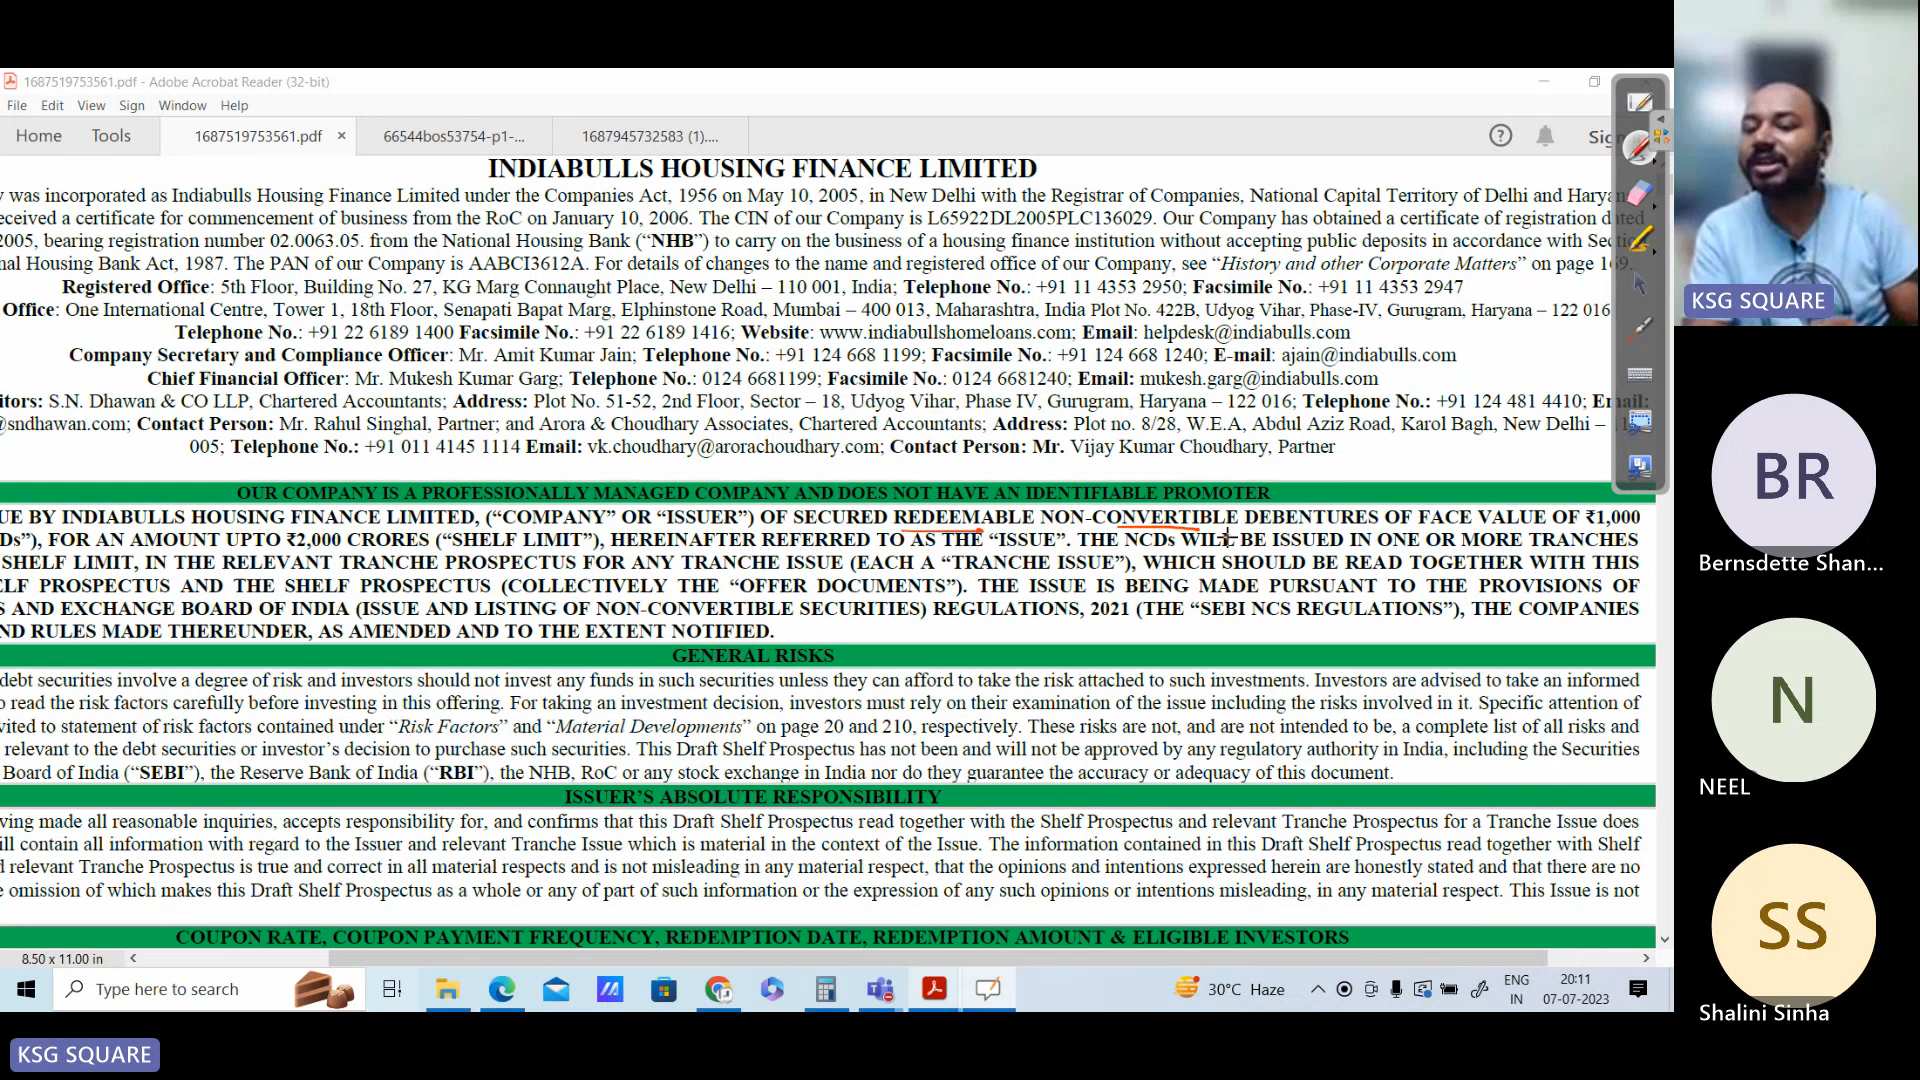 1687519753561.pdf - Adobe Acrobat Reader (32-bit)
File Edit View Sign Window Help
Home Tools 1687519753561.pdf × 66544bos53754-p1-... 1687945732583 (1).... Sig
INDIABULLS HOUSING FINANCE LIMITED
y was incorporated as Indiabulls Housing Finance Limited under the Companies Act, 1956 on May 10, 2005, in New Delhi with the Registrar of Companies, National Capital Territory of Delhi and Haryan
eceived a certificate for commencement of business from the RoC on January 10, 2006. The CIN of our Company is L65922DL2005PLC136029. Our Company has obtained a certificate of registration dated
2005, bearing registration number 02.0063.05. from the National Housing Bank (“NHB”) to carry on the business of a housing finance institution without accepting public deposits in accordance with Secti
nal Housing Bank Act, 1987. The PAN of our Company is AABCI3612A. For details of changes to the name and registered office of our Company, see “History and other Corporate Matters” on page 169.
Registered Office: 5th Floor, Building No. 27, KG Marg Connaught Place, New Delhi – 110 001, India; Telephone No.: +91 11 4353 2950; Facsimile No.: +91 11 4353 2947
Office: One International Centre, Tower 1, 18th Floor, Senapati Bapat Marg, Elphinstone Road, Mumbai – 400 013, Maharashtra, India Plot No. 422B, Udyog Vihar, Phase-IV, Gurugram, Haryana – 122 016
Telephone No.: +91 22 6189 1400 Facsimile No.: +91 22 6189 1416; Website: www.indiabullshomeloans.com; Email: helpdesk@indiabulls.com
Company Secretary and Compliance Officer: Mr. Amit Kumar Jain; Telephone No.: +91 124 668 1199; Facsimile No.: +91 124 668 1240; E-mail: ajain@indiabulls.com
Chief Financial Officer: Mr. Mukesh Kumar Garg; Telephone No.: 0124 6681199; Facsimile No.: 0124 6681240; Email: mukesh.garg@indiabulls.com
itors: S.N. Dhawan & CO LLP, Chartered Accountants; Address: Plot No. 51-52, 2nd Floor, Sector – 18, Udyog Vihar, Phase IV, Gurugram, Haryana – 122 016; Telephone No.: +91 124 481 4410; Email:
@sndhawan.com; Contact Person: Mr. Rahul Singhal, Partner; and Arora & Choudhary Associates, Chartered Accountants; Address: Plot no. 8/28, W.E.A, Abdul Aziz Road, Karol Bagh, New Delhi –
005; Telephone No.: +91 011 4145 1114 Email: vk.choudhary@arorachoudhary.com; Contact Person: Mr. Vijay Kumar Choudhary, Partner
OUR COMPANY IS A PROFESSIONALLY MANAGED COMPANY AND DOES NOT HAVE AN IDENTIFIABLE PROMOTER
UE BY INDIABULLS HOUSING FINANCE LIMITED, (“COMPANY” OR “ISSUER”) OF SECURED REDEEMABLE NON-CONVERTIBLE DEBENTURES OF FACE VALUE OF ₹1,000
Ds”), FOR AN AMOUNT UPTO ₹2,000 CRORES (“SHELF LIMIT”), HEREINAFTER REFERRED TO AS THE “ISSUE”. THE NCDs WILL BE ISSUED IN ONE OR MORE TRANCHES
SHELF LIMIT, IN THE RELEVANT TRANCHE PROSPECTUS FOR ANY TRANCHE ISSUE (EACH A “TRANCHE ISSUE”), WHICH SHOULD BE READ TOGETHER WITH THIS
ELF PROSPECTUS AND THE SHELF PROSPECTUS (COLLECTIVELY THE “OFFER DOCUMENTS”). THE ISSUE IS BEING MADE PURSUANT TO THE PROVISIONS OF
S AND EXCHANGE BOARD OF INDIA (ISSUE AND LISTING OF NON-CONVERTIBLE SECURITIES) REGULATIONS, 2021 (THE “SEBI NCS REGULATIONS”), THE COMPANIES
ND RULES MADE THEREUNDER, AS AMENDED AND TO THE EXTENT NOTIFIED.
GENERAL RISKS
debt securities involve a degree of risk and investors should not invest any funds in such securities unless they can afford to take the risk attached to such investments. Investors are advised to take an informed
o read the risk factors carefully before investing in this offering. For taking an investment decision, investors must rely on their examination of the issue including the risks involved in it. Specific attention of
vited to statement of risk factors contained under “Risk Factors” and “Material Developments” on page 20 and 210, respectively. These risks are not, and are not intended to be, a complete list of all risks and
relevant to the debt securities or investor’s decision to purchase such securities. This Draft Shelf Prospectus has not been and will not be approved by any regulatory authority in India, including the Securities
Board of India (“SEBI”), the Reserve Bank of India (“RBI”), the NHB, RoC or any stock exchange in India nor do they guarantee the accuracy or adequacy of this document.
ISSUER’S ABSOLUTE RESPONSIBILITY
ving made all reasonable inquiries, accepts responsibility for, and confirms that this Draft Shelf Prospectus read together with the Shelf Prospectus and relevant Tranche Prospectus for a Tranche Issue does
ill contain all information with regard to the Issuer and relevant Tranche Issue which is material in the context of the Issue. The information contained in this Draft Shelf Prospectus read together with Shelf
d relevant Tranche Prospectus is true and correct in all material respects and is not misleading in any material respect, that the opinions and intentions expressed herein are honestly stated and that there are no
e omission of which makes this Draft Shelf Prospectus as a whole or any of part of such information or the expression of any such opinions or intentions misleading, in any material respect. This Issue is not
COUPON RATE, COUPON PAYMENT FREQUENCY, REDEMPTION DATE, REDEMPTION AMOUNT & ELIGIBLE INVESTORS
8.50 x 11.00 in
Type here to search
30°C Haze
ENG
IN
20:11
07-07-2023
KSG SQUARE
KSG SQUARE
BR
Bernsdette Shan...
N
NEEL
SS
Shalini Sinha